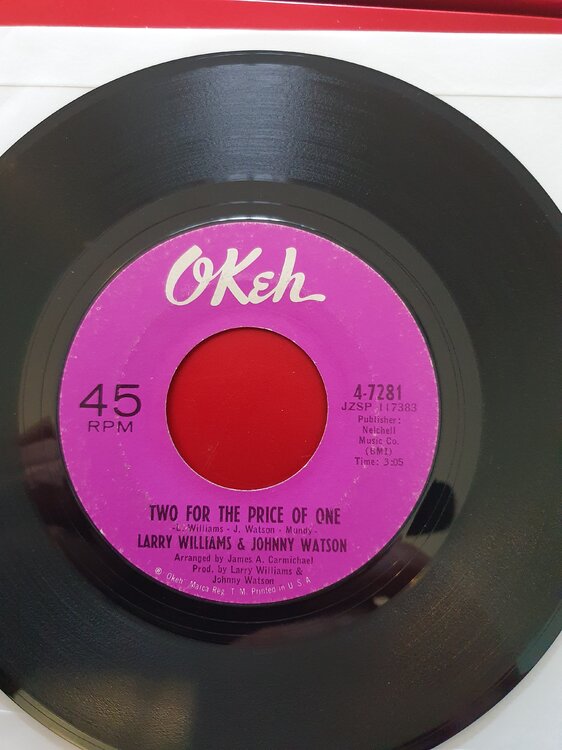 OKeh
45
RPM
4-7281
JZSP 117383
Publisher:
Nelchell
Music Co.
(BMI)
Time: 3:05
TWO FOR THE PRICE OF ONE
-L. Williams - J. Watson - Mundy-
LARRY WILLIAMS & JOHNNY WATSON
Arranged by James A. Carmichael
Prod. by Larry Williams &
Johnny Watson
® "Okeh" Marca Reg. T. M. Printed in U. S. A.